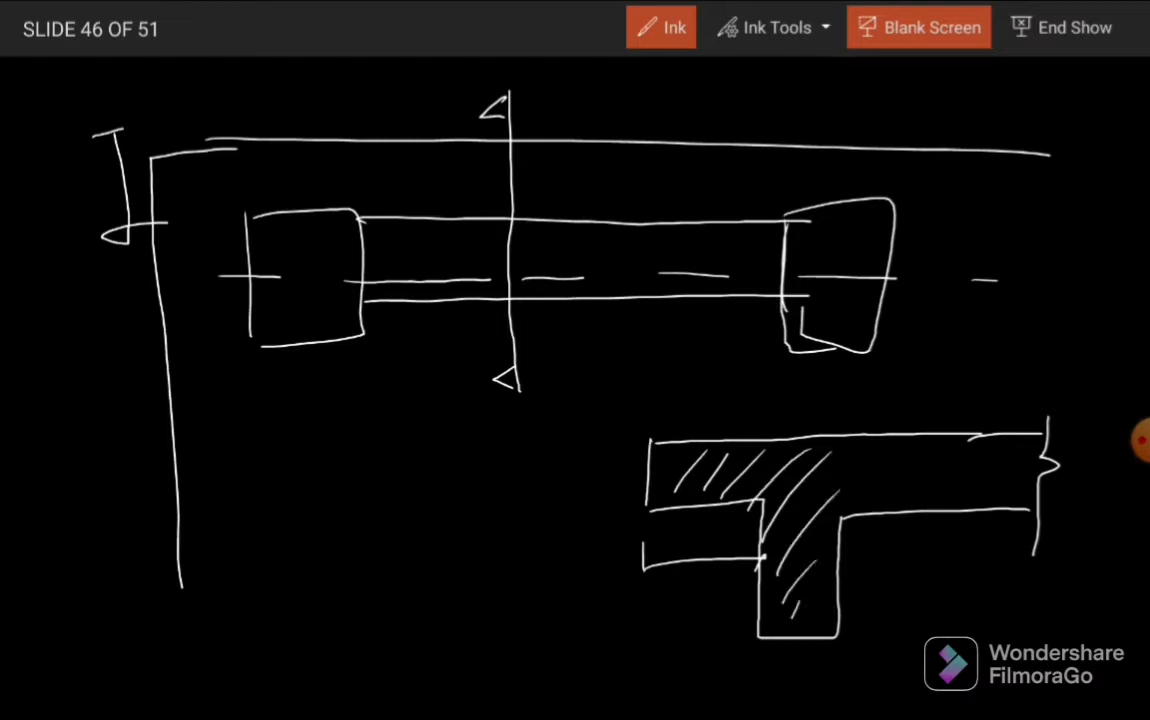 SLIDE 46 OF 51
Ink
Ink Tools
Blank Screen
End Show
Wondershare
FilmoraGo